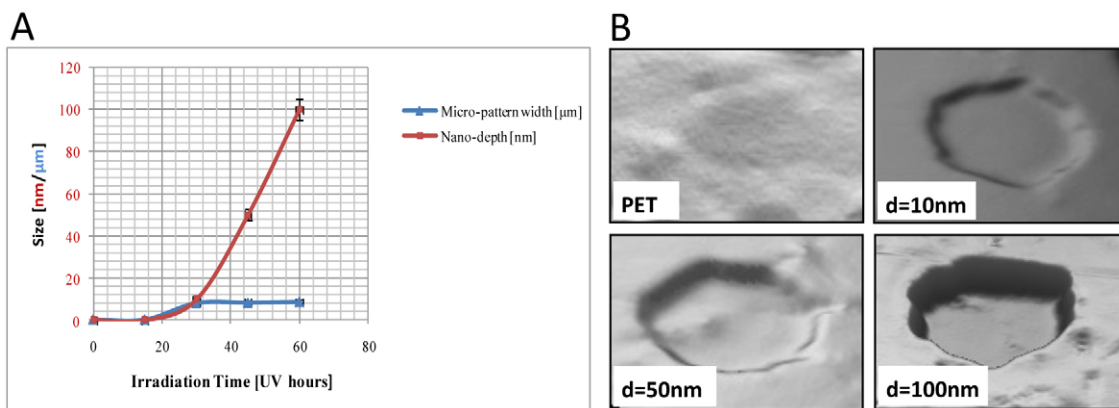 A
B
120
100
80
60
40
20
0
0
20
40
60
80
Size [nm/μm]
Irradiation Time [UV hours]
Micro-pattern width [μm]
Nano-depth [nm]
PET
d=10nm
d=50nm
d=100nm